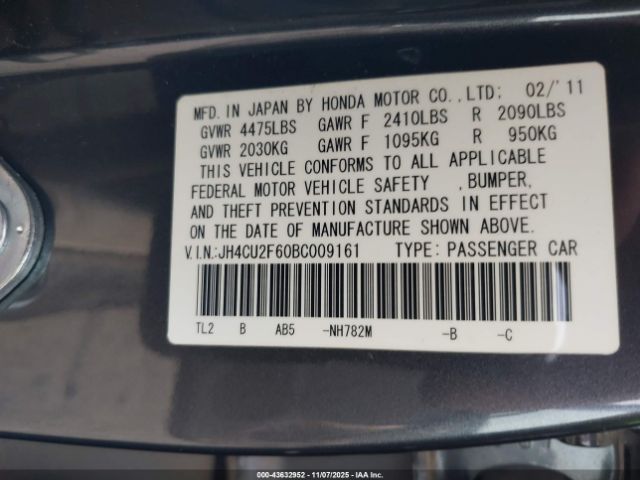 MFD. IN JAPAN BY HONDA MOTOR CO.,LTD: 02/'11
GVWR 4475LBS GAWR F 2410LBS R 2090LBS
GVWR 2030KG GAWR F 1095KG R 950KG
THIS VEHICLE CONFORMS TO ALL APPLICABLE
FEDERAL MOTOR VEHICLE SAFETY , BUMPER,
AND THEFT PREVENTION STANDARDS IN EFFECT
ON THE DATE OF MANUFACTURE SHOWN ABOVE.
V.I.N.:JH4CU2F60BC009161 TYPE: PASSENGER CAR
TL2 B AB5 -NH782M -B -C
000-43632952 - 11/07/2025 - IAA Inc.